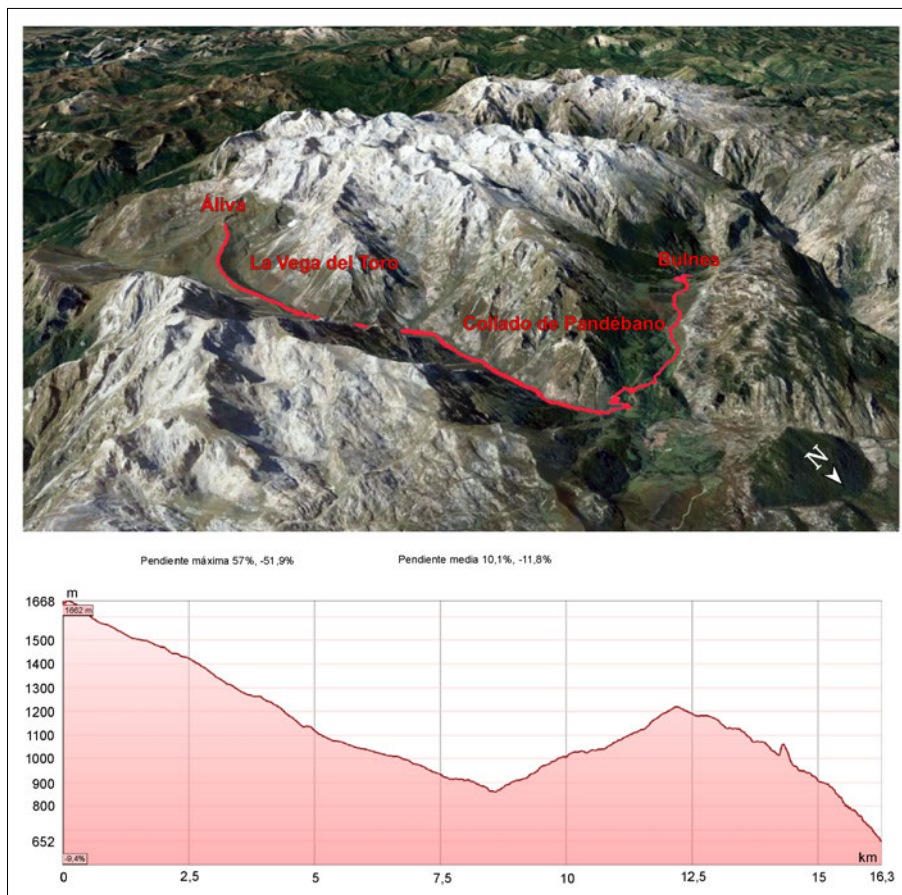 Áliva
La Vega del Toro
Bulnes
Collado de Pandébano
N
Pendiente máxima 57%, -51,9%
Pendiente media 10,1%, -11,8%
m
1668
1662 m
1500
1400
1300
1200
1100
1000
900
800
652
-9,4%
km
0
2,5
5
7,5
10
12,5
15
16,3